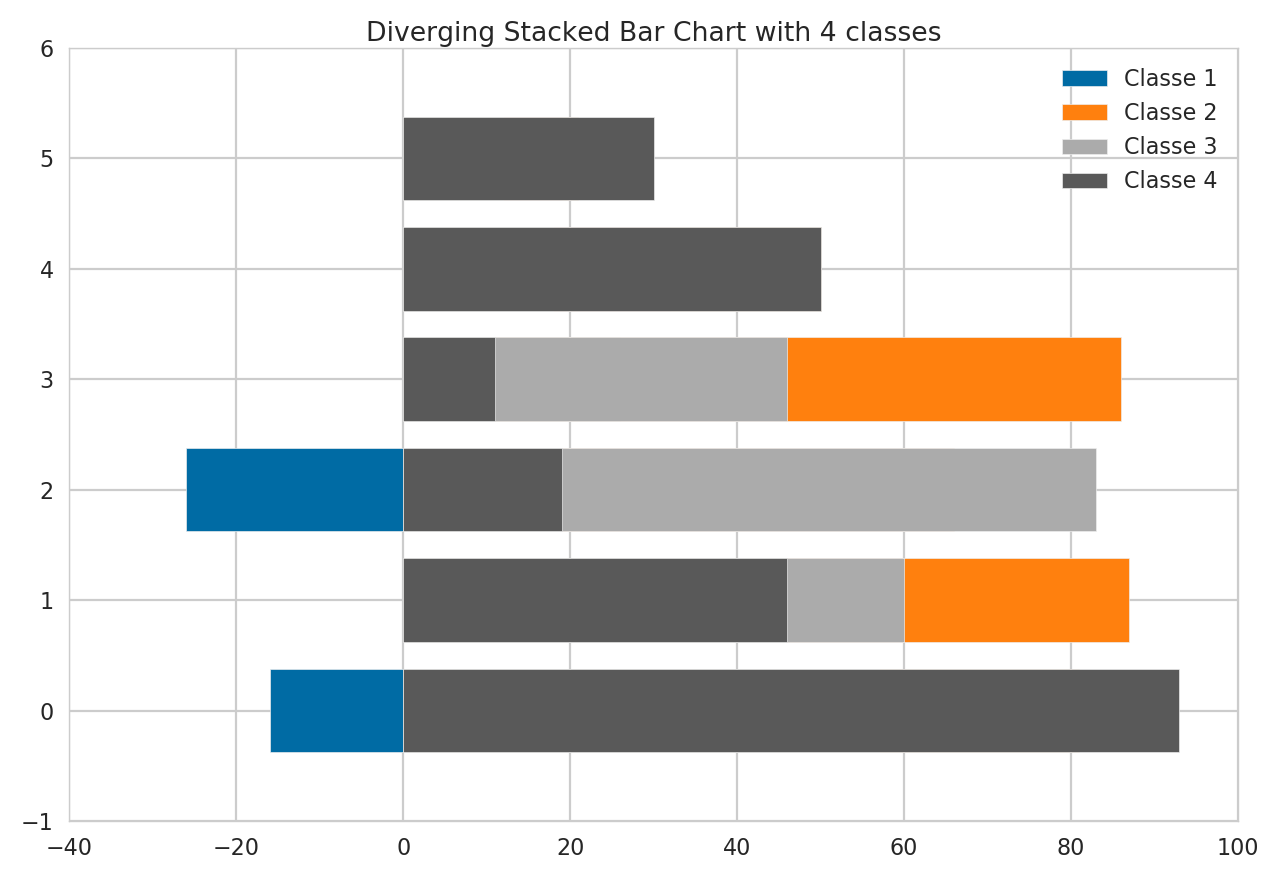 Diverging Stacked Bar Chart with 4 classes
6
5
4
3
2
1
0
−1
Classe 1
Classe 2
Classe 3
Classe 4
−40 −20 0 20 40 60 80 100